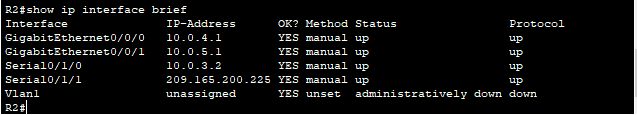 R2#show ip interface brief
Interface IP-Address OK? Method Status Protocol
GigabitEthernet0/0/0 10.0.4.1 YES manual up up
GigabitEthernet0/0/1 10.0.5.1 YES manual up up
Serial0/1/0 10.0.3.2 YES manual up up
Serial0/1/1 209.165.200.225 YES manual up up
Vlan1 unassigned YES unset administratively down down
R2#